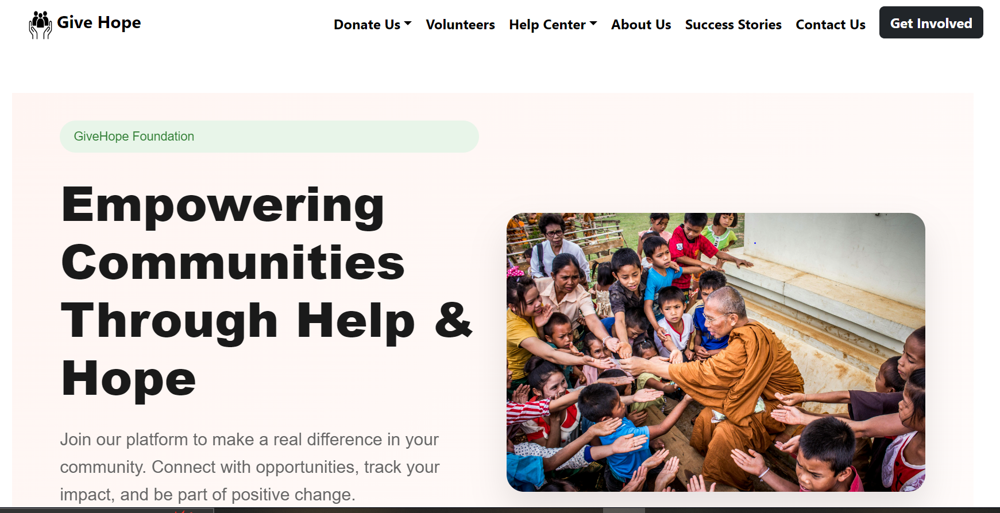 Give Hope
Donate Us
Volunteers
Help Center
About Us
Success Stories
Contact Us
Get Involved
GiveHope Foundation
Empowering
Communities
Through Help &
Hope
Join our platform to make a real difference in your
community. Connect with opportunities, track your
impact, and be part of positive change.